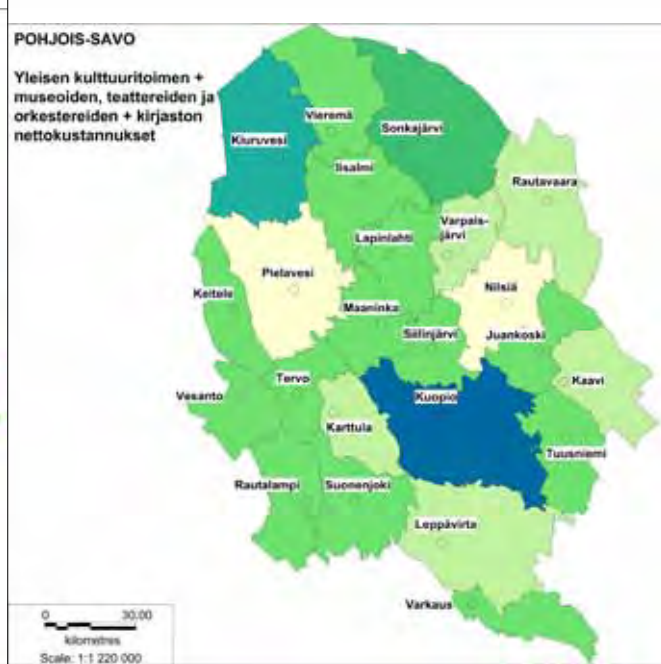 POHJOIS-SAVO
Yleisen kulttuuritoimen +
museoiden, teattereiden ja
orkestereiden + kirjaston
nettokustannukset
Vieremä
Kiuruvesi
Sonkajärvi
Iisalmi
Rautavaara
Varpais-
järvi
Lapinlahti
Pielavesi
Keitele
Nilsiä
Maaninka
Siilinjärvi
Juankoski
Tervo
Kaavi
Vesanto
Kuopio
Karttula
Tuusniemi
Rautalampi
Suonenjoki
Leppävirta
Varkaus
0 30,00
kilometres
Scale: 1:1 220 000